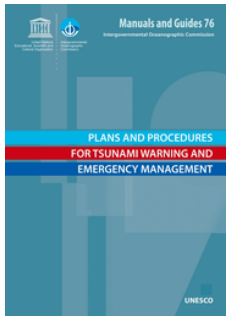 Manuals and Guides 76
Intergovernmental Oceanographic Commission
United Nations
Educational, Scientific and
Cultural Organization
Intergovernmental
Oceanographic
Commission
PLANS AND PROCEDURES
FOR TSUNAMI WARNING AND
EMERGENCY MANAGEMENT
UNESCO